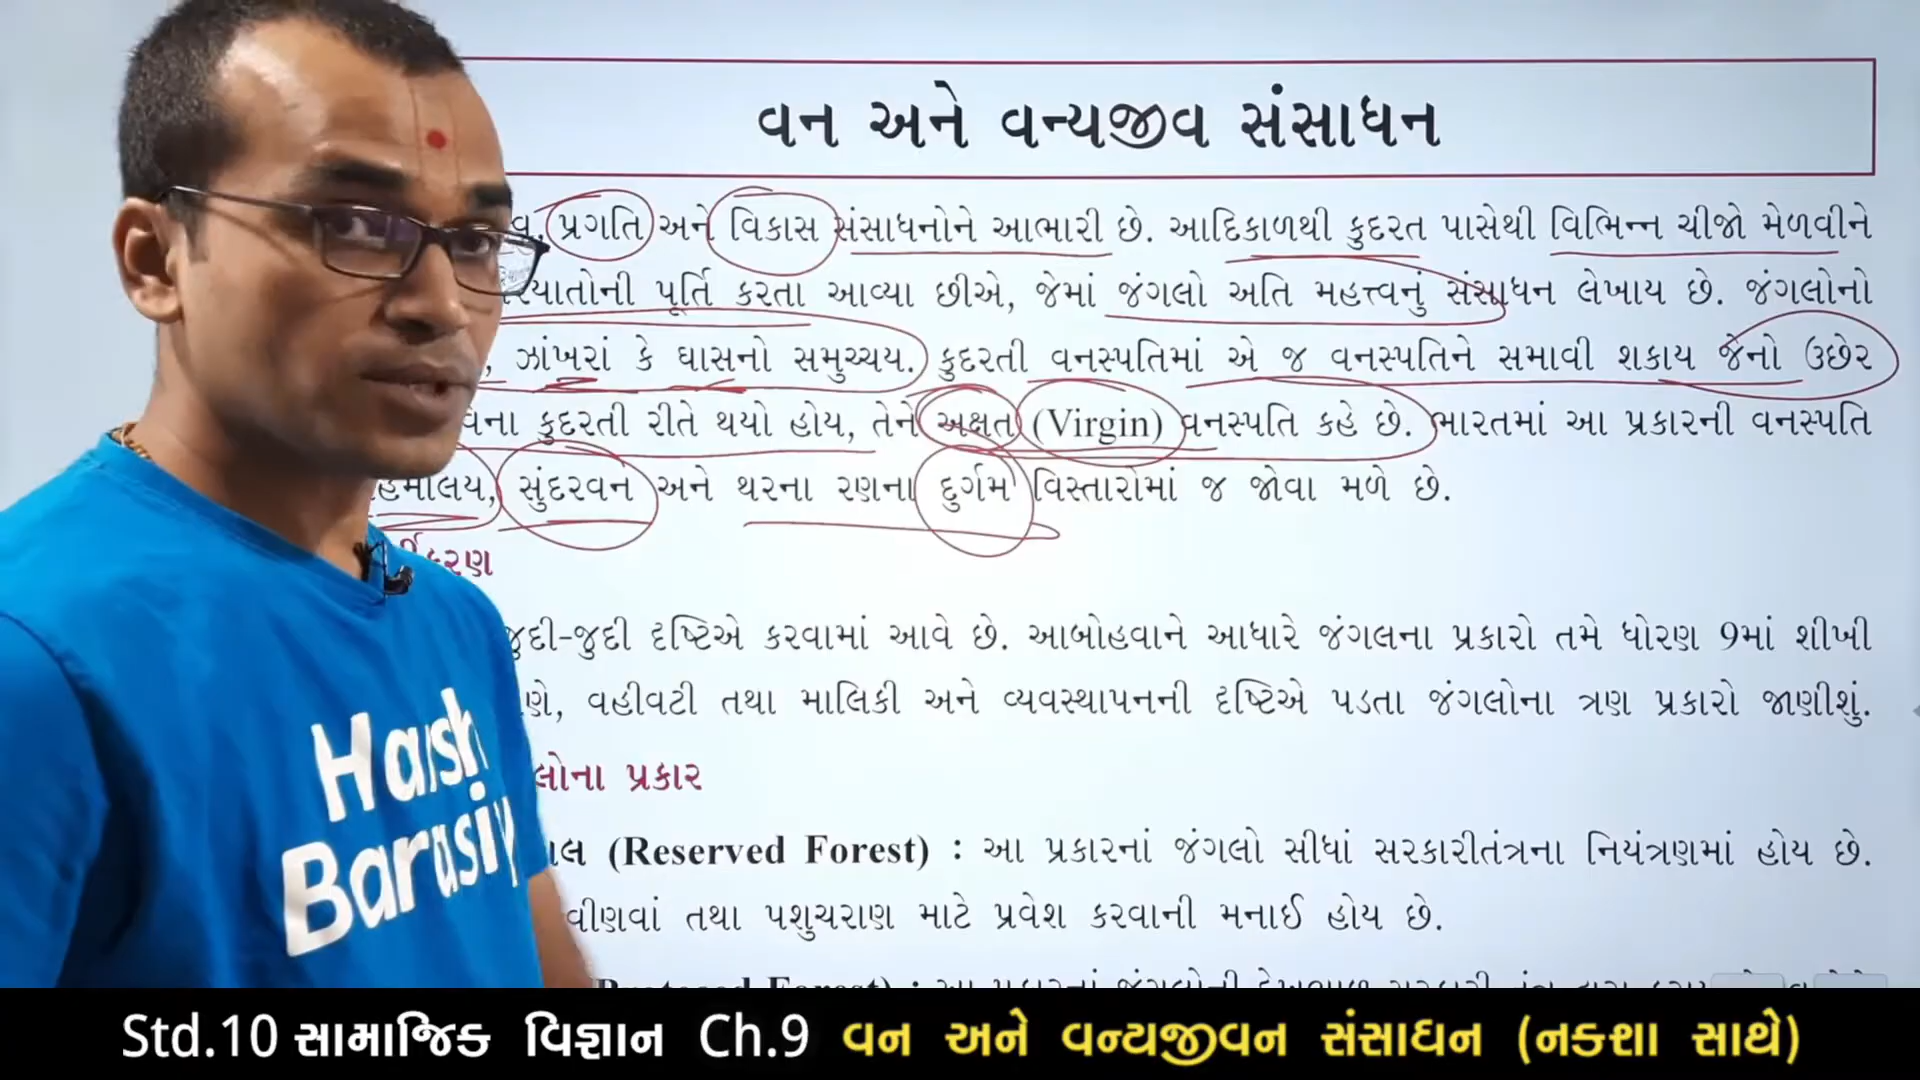 વન અને વન્યજીવ સંસાધન
પ્રગતિ અને વિકાસ સંસાધનોને આભારી છે. આદિકાળથી કુદરત પાસેથી વિભિન્ન ચીજો મેળવીને
પૂર્તિ કરતા આવ્યા છીએ, જેમાં જંગલો અતિ મહત્ત્વનું સંસાધન લેખાય છે. જંગલોનો
ઝાંખરાં કે ઘાસનો સમુચ્ચય. કુદરતી વનસ્પતિમાં એ જ વનસ્પતિને સમાવી શકાય જેનો ઉછેર
કુદરતી રીતે થયો હોય, તેને અક્ષત (Virgin) વનસ્પતિ કહે છે. ભારતમાં આ પ્રકારની વનસ્પતિ
હિમાલય, સુંદરવન અને થરના રણના દુર્ગમ વિસ્તારોમાં જ જોવા મળે છે.
જુદી-જુદી દૃષ્ટિએ કરવામાં આવે છે. આબોહવાને આધારે જંગલના પ્રકારો તમે ધોરણ 9માં શીખી
વહીવટી તથા માલિકી અને વ્યવસ્થાપનની દૃષ્ટિએ પડતા જંગલોના ત્રણ પ્રકારો જાણીશું.
લોના પ્રકાર
(Reserved Forest) : આ પ્રકારનાં જંગલો સીધાં સરકારીતંત્રના નિયંત્રણમાં હોય છે.
વીણવાં તથા પશુચરાણ માટે પ્રવેશ કરવાની મનાઈ હોય છે.
Harsh
Barasiy
Std.10 સામાજિક વિજ્ઞાન Ch.9 વન અને વન્યજીવન સંસાધન (નકશા સાથે)